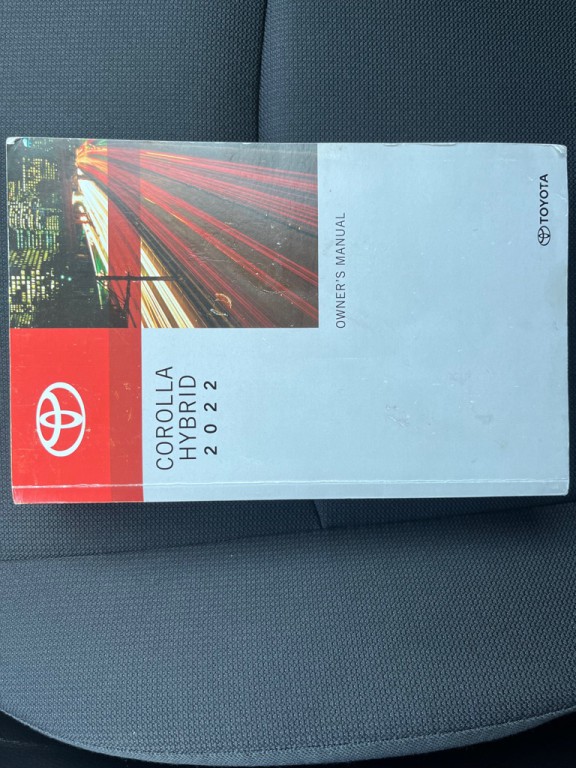 COROLLA
HYBRID
2022
OWNER'S MANUAL
TOYOTA